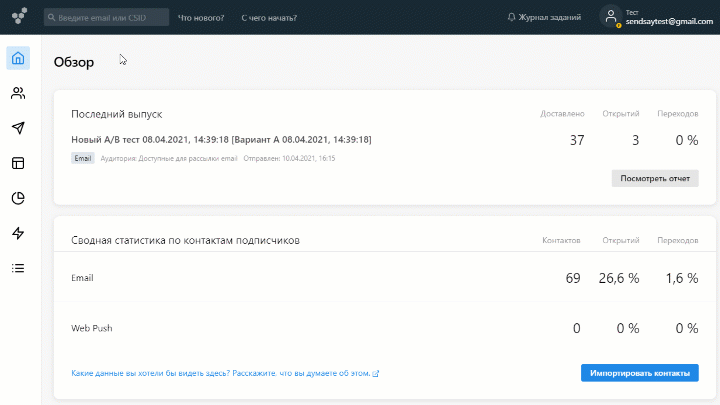 Введите email или CSID
Что нового?
С чего начать?
Журнал заданий
Тест
sendsaytest@gmail.com
Обзор
Последний выпуск
Доставлено
Открытий
Переходов
Новый A/B тест 08.04.2021, 14:39:18 [Вариант А 08.04.2021, 14:39:18]
37
3
0 %
Email
Аудитория: Доступные для рассылки email
Отправлен: 10.04.2021, 16:15
Посмотреть отчет
Сводная статистика по контактам подписчиков
Контактов
Открытий
Переходов
Email
69
26,6 %
1,6 %
Web Push
0
0 %
0 %
Какие данные вы хотели бы видеть здесь? Расскажите, что вы думаете об этом.
Импортировать контакты